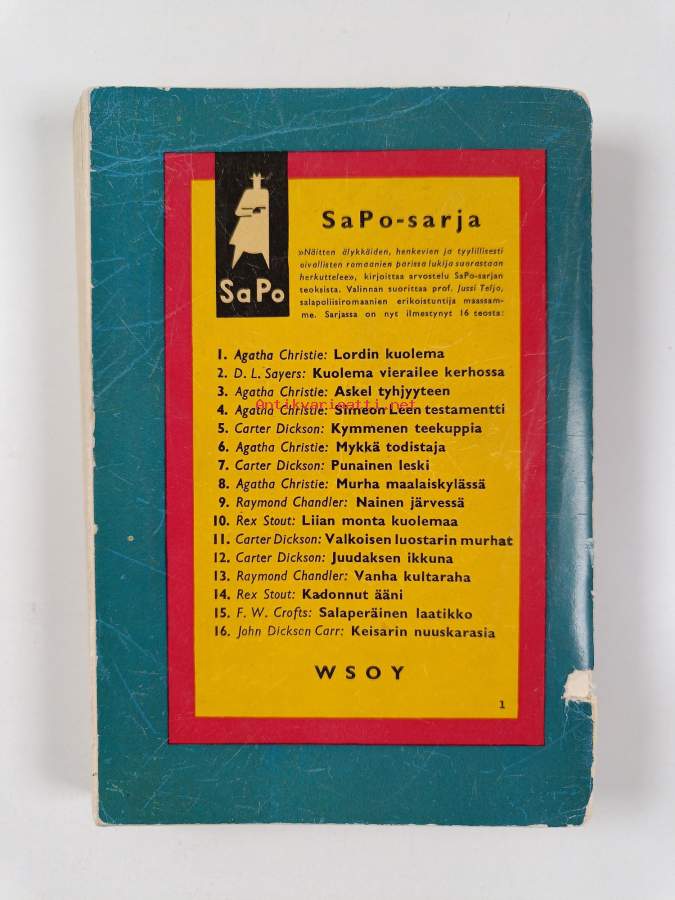 SaPo
SaPo-sarja
»Näitten älykkäiden, henkevien ja tyylillisesti
oivallisten romaanien parissa lukija suorastaan
herkuttelee», kirjoittaa arvostelu SaPo-sarjan
teoksista. Valinnan suorittaa prof. Jussi Teljo,
salapoliisiromaanien erikoistuntija maassam-
me. Sarjassa on nyt ilmestynyt 16 teosta:
1. Agatha Christie: Lordin kuolema
2. D. L. Sayers: Kuolema vierailee kerhossa
3. Agatha Christie: Askel tyhjyyteen
Antikvariaatti.net
4. Agatha Christie: Simeon Leen testamentti
5. Carter Dickson: Kymmenen teekuppia
6. Agatha Christie: Mykkä todistaja
7. Carter Dickson: Punainen leski
8. Agatha Christie: Murha maalaiskylässä
9. Raymond Chandler: Nainen järvessä
10. Rex Stout: Liian monta kuolemaa
11. Carter Dickson: Valkoisen luostarin murhat
12. Carter Dickson: Juudaksen ikkuna
13. Raymond Chandler: Vanha kultaraha
14. Rex Stout: Kadonnut ääni
15. F. W. Crofts: Salaperäinen laatikko
16. John Dickson Carr: Keisarin nuuskarasia
WSOY
1